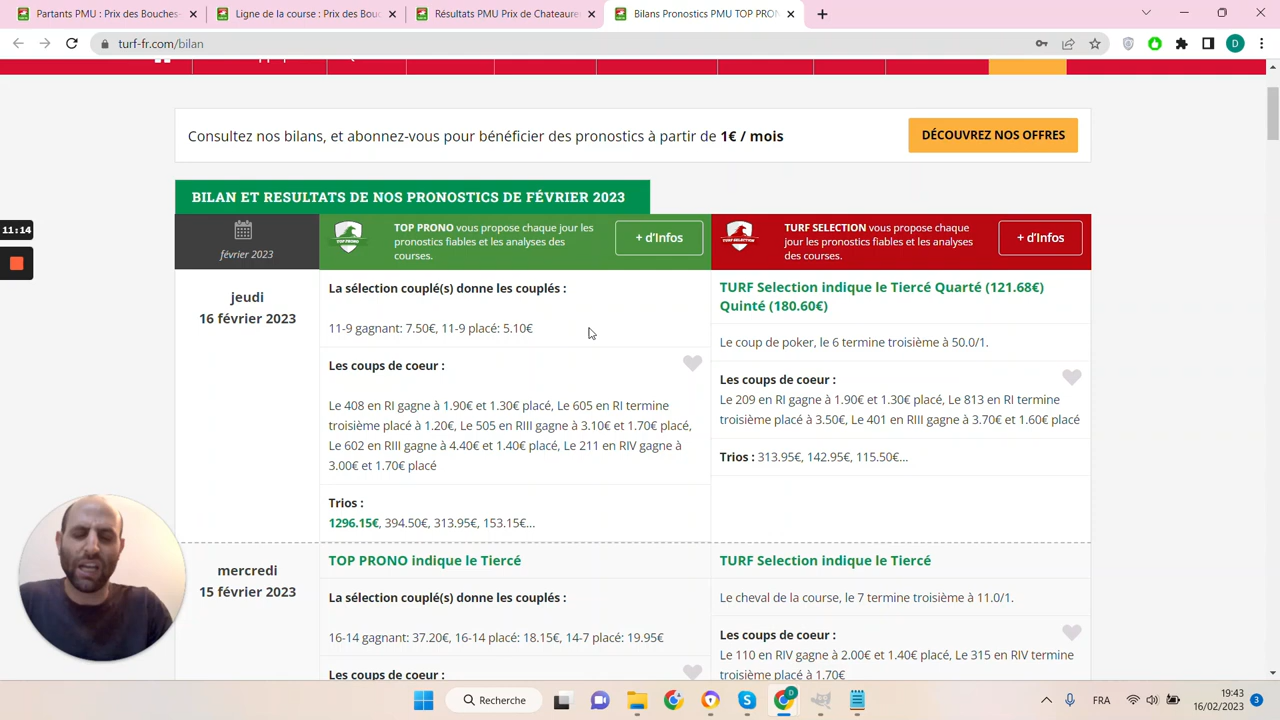 Partants PMU : Prix des Bouches-
Ligne de la course : Prix des Bouc
Résultats PMU Prix de Chateaure
Bilans Pronostics PMU TOP PRON
turf-fr.com/bilan
D
Consultez nos bilans, et abonnez-vous pour bénéficier des pronostics à partir de 1€ / mois
DÉCOUVREZ NOS OFFRES
BILAN ET RESULTATS DE NOS PRONOSTICS DE FÉVRIER 2023
février 2023
TOP PRONO
TOP PRONO vous propose chaque jour les
pronostics fiables et les analyses des
courses.
+ d'Infos
TURF SELECTION
TURF SELECTION vous propose chaque
jour les pronostics fiables et les analyses
des courses.
+ d'Infos
11:14
jeudi
16 février 2023
La sélection couplé(s) donne les couplés :
11-9 gagnant: 7.50€, 11-9 placé: 5.10€
Les coups de coeur :
Le 408 en RI gagne à 1.90€ et 1.30€ placé, Le 605 en RI termine
troisième placé à 1.20€, Le 505 en RIII gagne à 3.10€ et 1.70€ placé,
Le 602 en RIII gagne à 4.40€ et 1.40€ placé, Le 211 en RIV gagne à
3.00€ et 1.70€ placé
Trios :
1296.15€, 394.50€, 313.95€, 153.15€...
TURF Selection indique le Tiercé Quarté (121.68€)
Quinté (180.60€)
Le coup de poker, le 6 termine troisième à 50.0/1.
Les coups de coeur :
Le 209 en RI gagne à 1.90€ et 1.30€ placé, Le 813 en RI termine
troisième placé à 3.50€, Le 401 en RIII gagne à 3.70€ et 1.60€ placé
Trios : 313.95€, 142.95€, 115.50€...
mercredi
15 février 2023
TOP PRONO indique le Tiercé
La sélection couplé(s) donne les couplés :
16-14 gagnant: 37.20€, 16-14 placé: 18.15€, 14-7 placé: 19.95€
Les coups de coeur :
TURF Selection indique le Tiercé
Le cheval de la course, le 7 termine troisième à 11.0/1.
Les coups de coeur :
Le 110 en RIV gagne à 2.00€ et 1.40€ placé, Le 315 en RIV termine
troisième placé à 1.70€
Recherche
FRA
19:43
16/02/2023
3